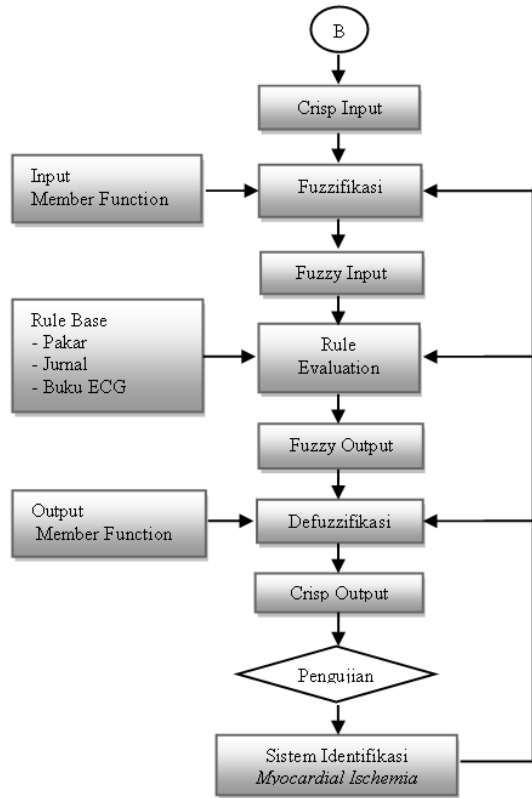 B
Crisp Input
Input
Member Function
Fuzzifikasi
Fuzzy Input
Rule Base
- Pakar
- Jurnal
- Buku ECG
Rule
Evaluation
Fuzzy Output
Output
Member Function
Defuzzifikasi
Crisp Output
Pengujian
Sistem Identifikasi
Myocardial Ischemia